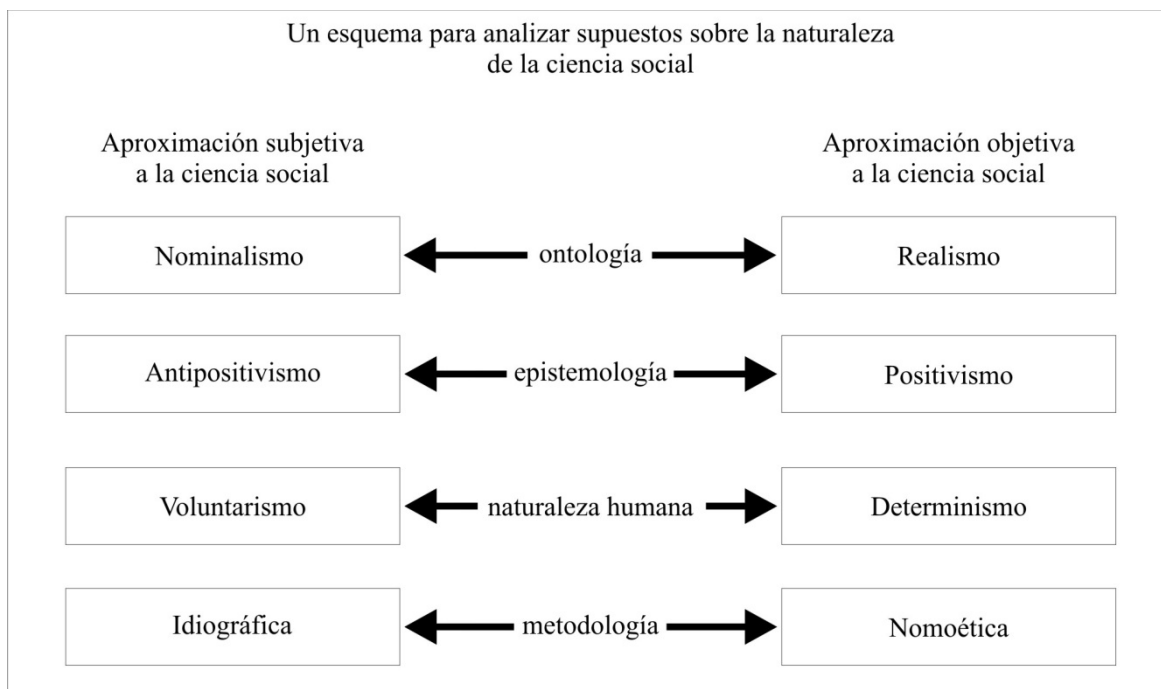 Un esquema para analizar supuestos sobre la naturaleza
de la ciencia social
Aproximación subjetiva
a la ciencia social
Aproximación objetiva
a la ciencia social
Nominalismo
ontología
Realismo
Antipositivismo
epistemología
Positivismo
Voluntarismo
naturaleza humana
Determinismo
Idiográfica
metodología
Nomoética